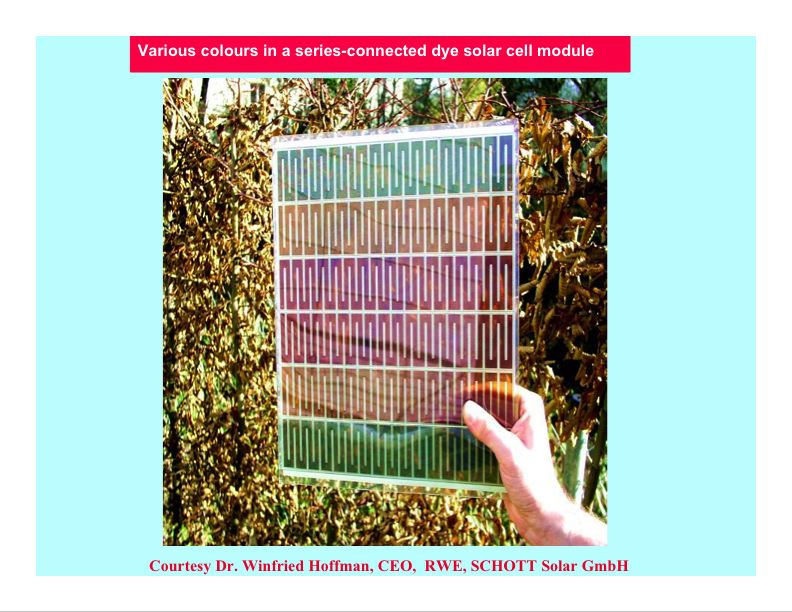 Various colours in a series-connected dye solar cell module
Courtesy Dr. Winfried Hoffman, CEO,  RWE, SCHOTT Solar GmbH